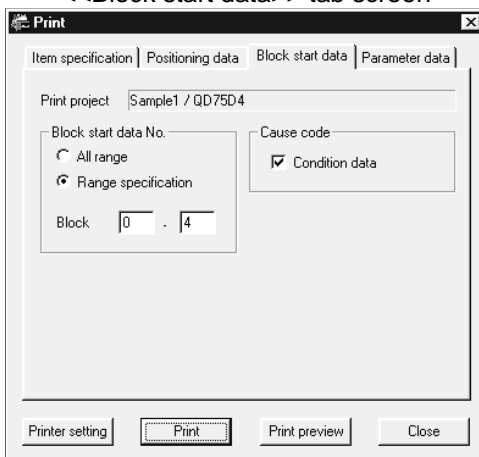 <<Block start data>> tab screen
Print
Item specification Positioning data Block start data Parameter data
Print project Sample1 / QD75D4
Block start data No. Cause code
All range Condition data
Range specification
Block 0 - 4
Printer setting Print Print preview Close